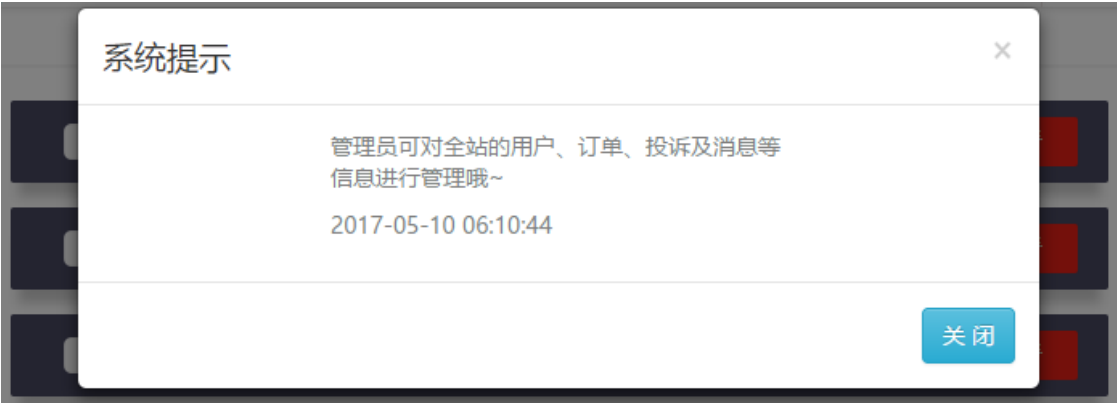 系统提示
×
管理员可对全站的用户、订单、投诉及消息等
信息进行管理哦~
2017-05-10 06:10:44
关 闭